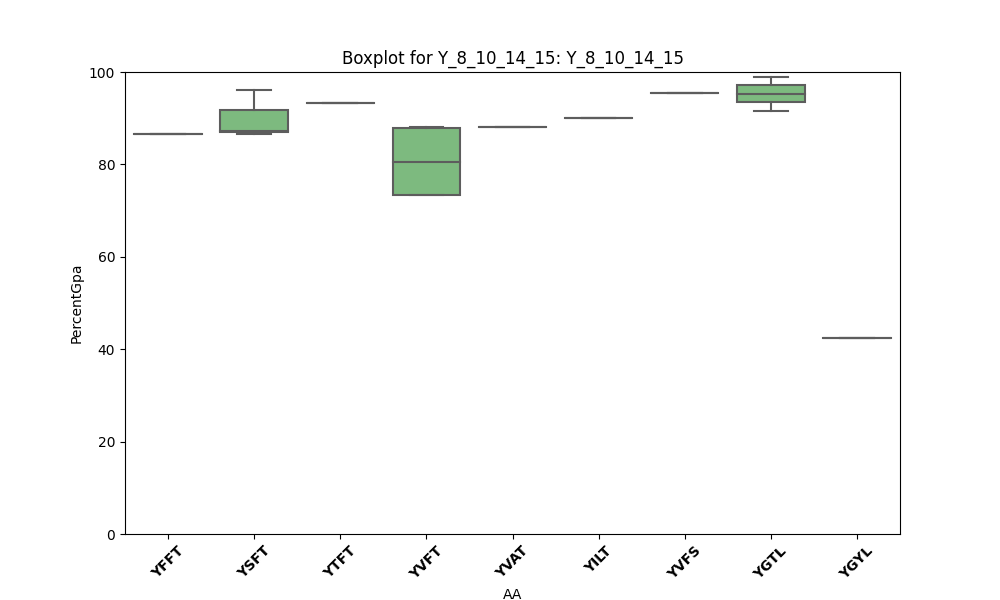 Boxplot for Y_8_10_14_15: Y_8_10_14_15
100
80
60
40
20
0
PercentGpa
YFFT YSFT YTFT YVFT YVAT YILT YVFS YGTL YGYL
AA